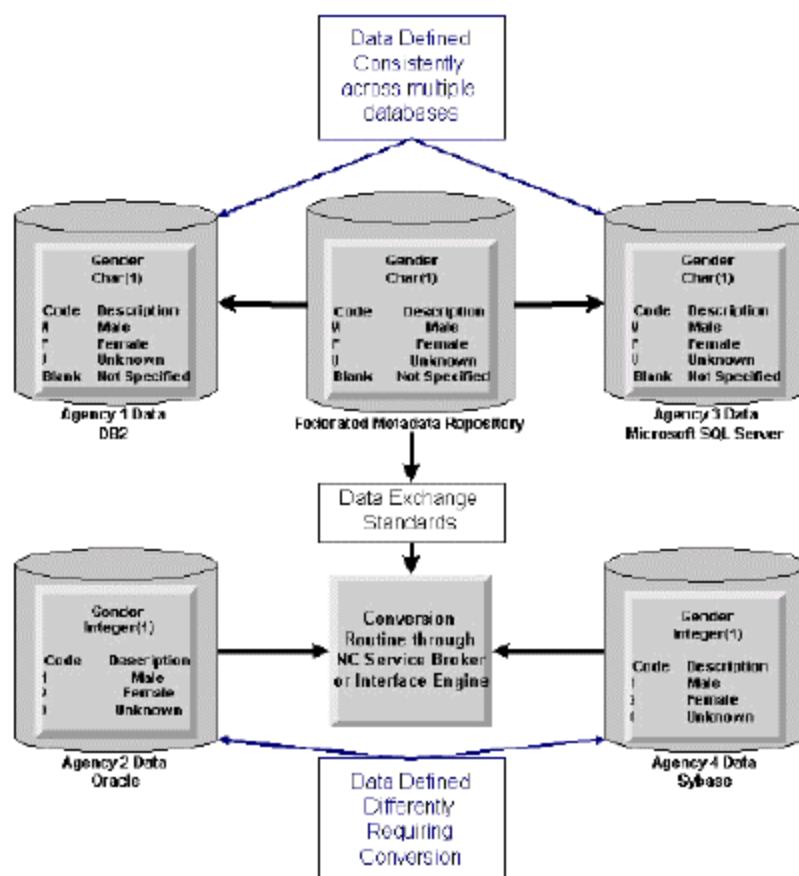 Data Defined
Consistently
across multiple
databases
Gender
Char(1)
Code Description
M Male
F Female
U Unknown
Blank Not Specified
Agency 1 Data
DB2
Gender
Char(1)
Code Description
M Male
F Female
U Unknown
Blank Not Specified
Federated Metadata Repository
Gender
Char(1)
Code Description
M Male
F Female
U Unknown
Blank Not Specified
Agency 3 Data
Microsoft SQL Server
Data Exchange
Standards
Gender
Integer(1)
Code Description
Male
Female
Unknown
Agency 2 Data
Oracle
Conversion
Routine through
NC Service Broker
or Interface Engine
Gender
Integer(1)
Code Description
Male
Female
Unknown
Agency 4 Data
Sybase
Data Defined
Differently
Requiring
Conversion